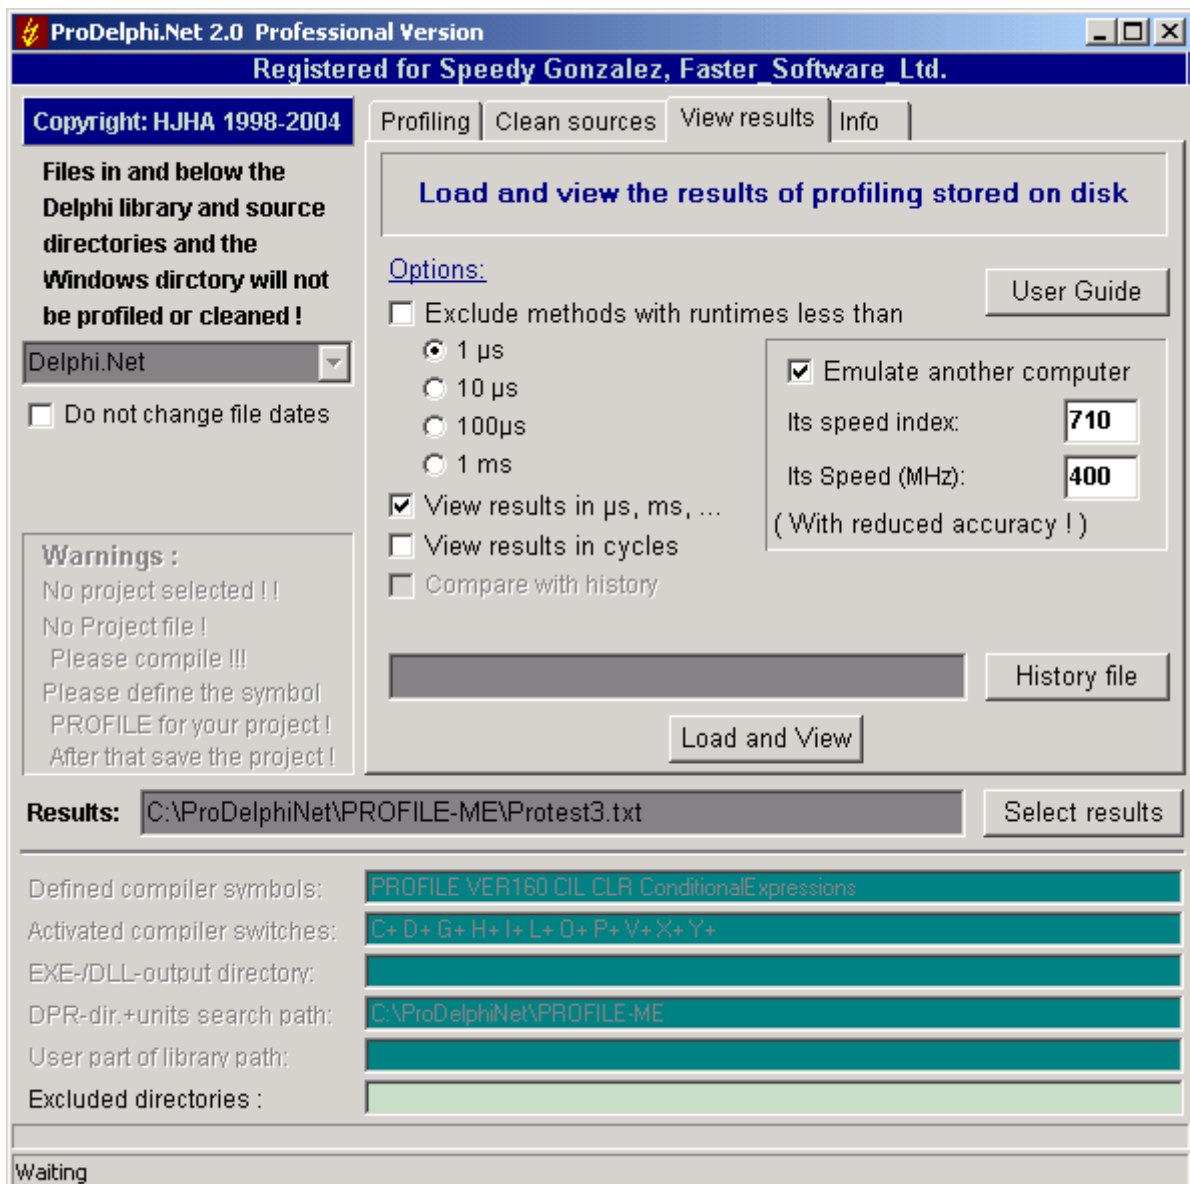 ProDelphi.Net 2.0 Professional Version
Registered for Speedy Gonzalez, Faster_Software_Ltd.
Copyright: HJHA 1998-2004
Files in and below the
Delphi library and source
directories and the
Windows dirctory will not
be profiled or cleaned !
Delphi.Net
Do not change file dates
Warnings :
No project selected ! !
No Project file !
Please compile !!!
Please define the symbol
PROFILE for your project !
After that save the project !
Profiling
Clean sources
View results
Info
Load and view the results of profiling stored on disk
Options:
User Guide
Exclude methods with runtimes less than
1 µs
10 µs
100µs
1 ms
View results in µs, ms, ...
View results in cycles
Compare with history
Emulate another computer
Its speed index: 710
Its Speed (MHz): 400
( With reduced accuracy ! )
History file
Load and View
Results: C:\ProDelphiNet\PROFILE-ME\Protest3.txt
Select results
Defined compiler symbols: PROFILE VER160 CIL CLR ConditionalExpressions
Activated compiler switches: C+ D+ G+ H+ I+ L+ O+ P+ V+ X+ Y+
EXE-/DLL-output directory:
DPR-dir.+units search path: C:\ProDelphiNet\PROFILE-ME
User part of library path:
Excluded directories :
Waiting